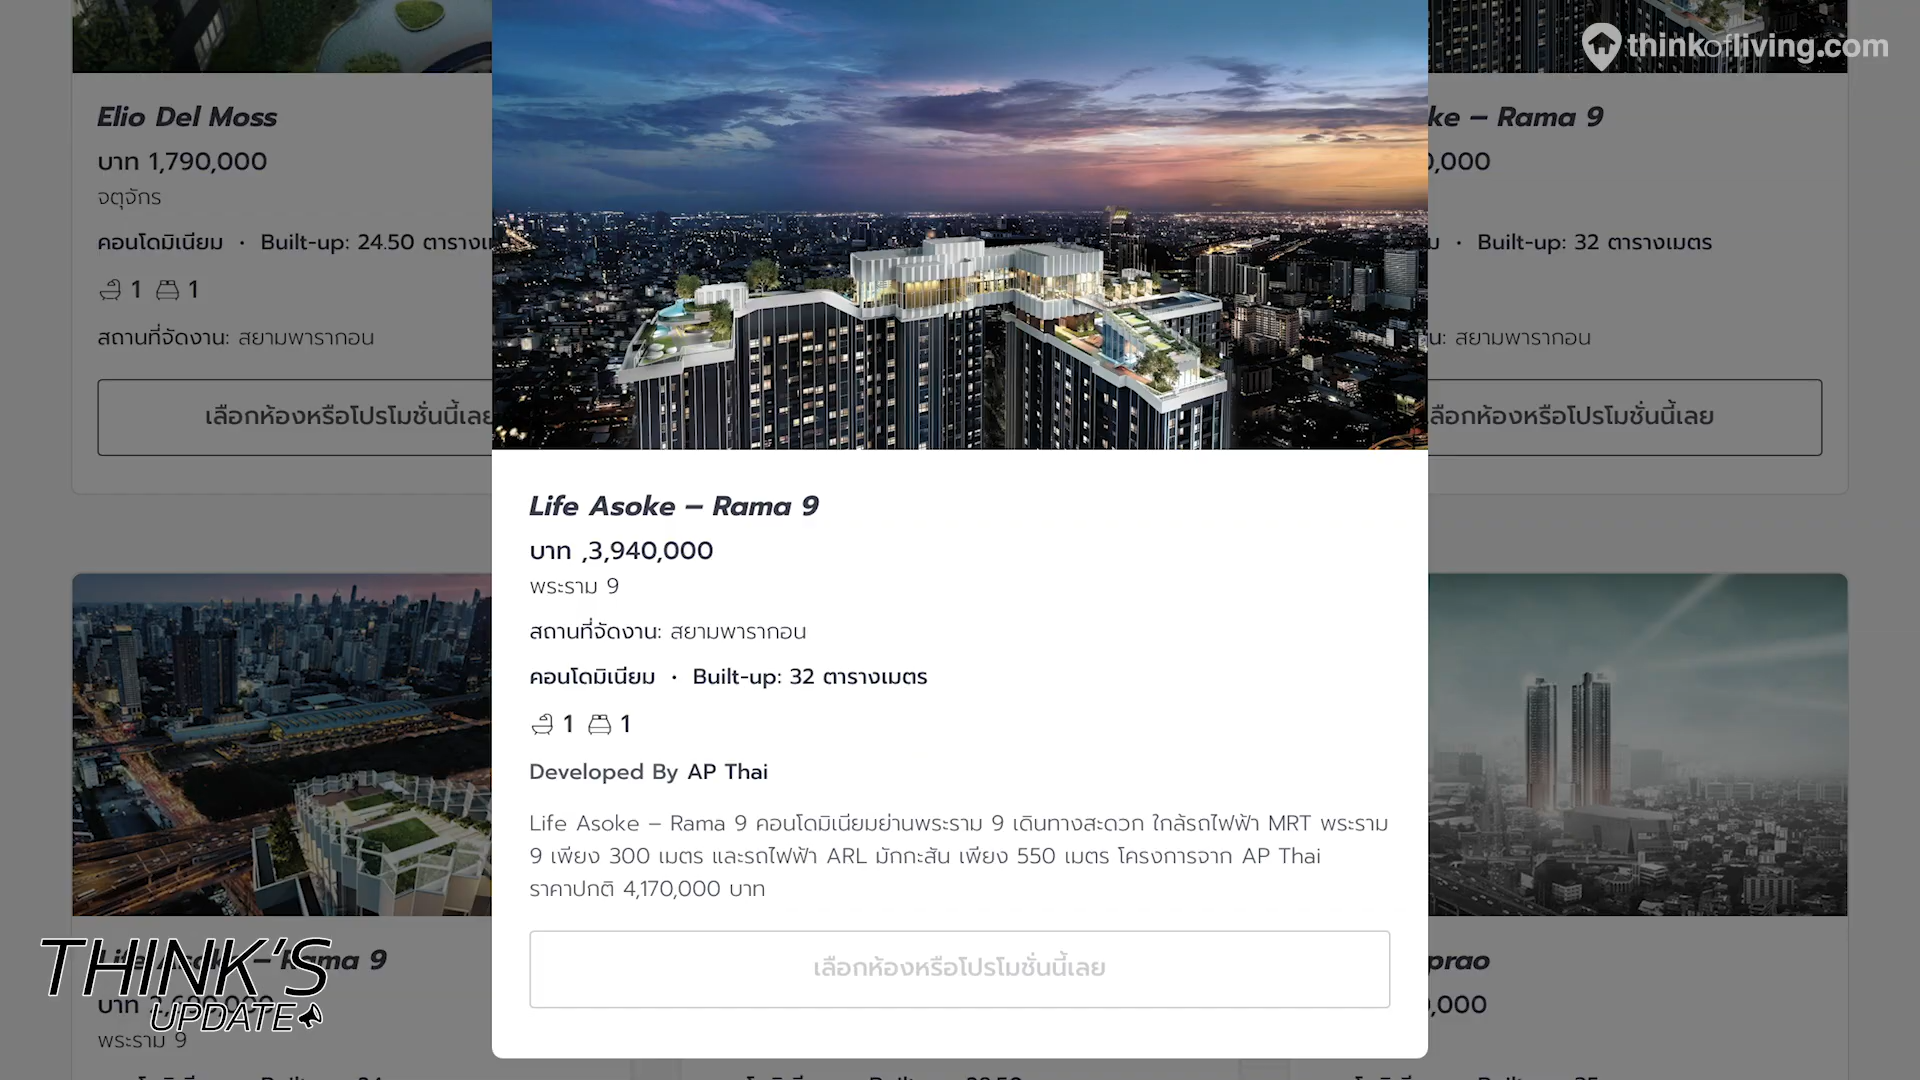 thinkofliving.com
Elio Del Moss
บาท 1,790,000
จตุจักร
คอนโดมิเนียม · Built-up: 24.50
1 1
สถานที่จัดงาน: สยามพารากอน
เลือกห้องหรือโปรโมชั่นนี้เลย
– Rama 9
Built-up: 32 ตารางเมตร
สยามพารากอน
เลือกห้องหรือโปรโมชั่นนี้เลย
Life Asoke – Rama 9
บาท ,3,940,000
พระราม 9
สถานที่จัดงาน: สยามพารากอน
คอนโดมิเนียม · Built-up: 32 ตารางเมตร
1 1
Developed By AP Thai
Life Asoke – Rama 9 คอนโดมิเนียมย่านพระราม 9 เดินทางสะดวก ใกล้รถไฟฟ้า MRT พระราม
9 เพียง 300 เมตร และรถไฟฟ้า ARL มักกะสัน เพียง 550 เมตร โครงการจาก AP Thai
ราคาปกติ 4,170,000 บาท
เลือกห้องหรือโปรโมชั่นนี้เลย
Life Asoke – Rama 9
บาท
พระราม 9
THINK'S
UPDATE